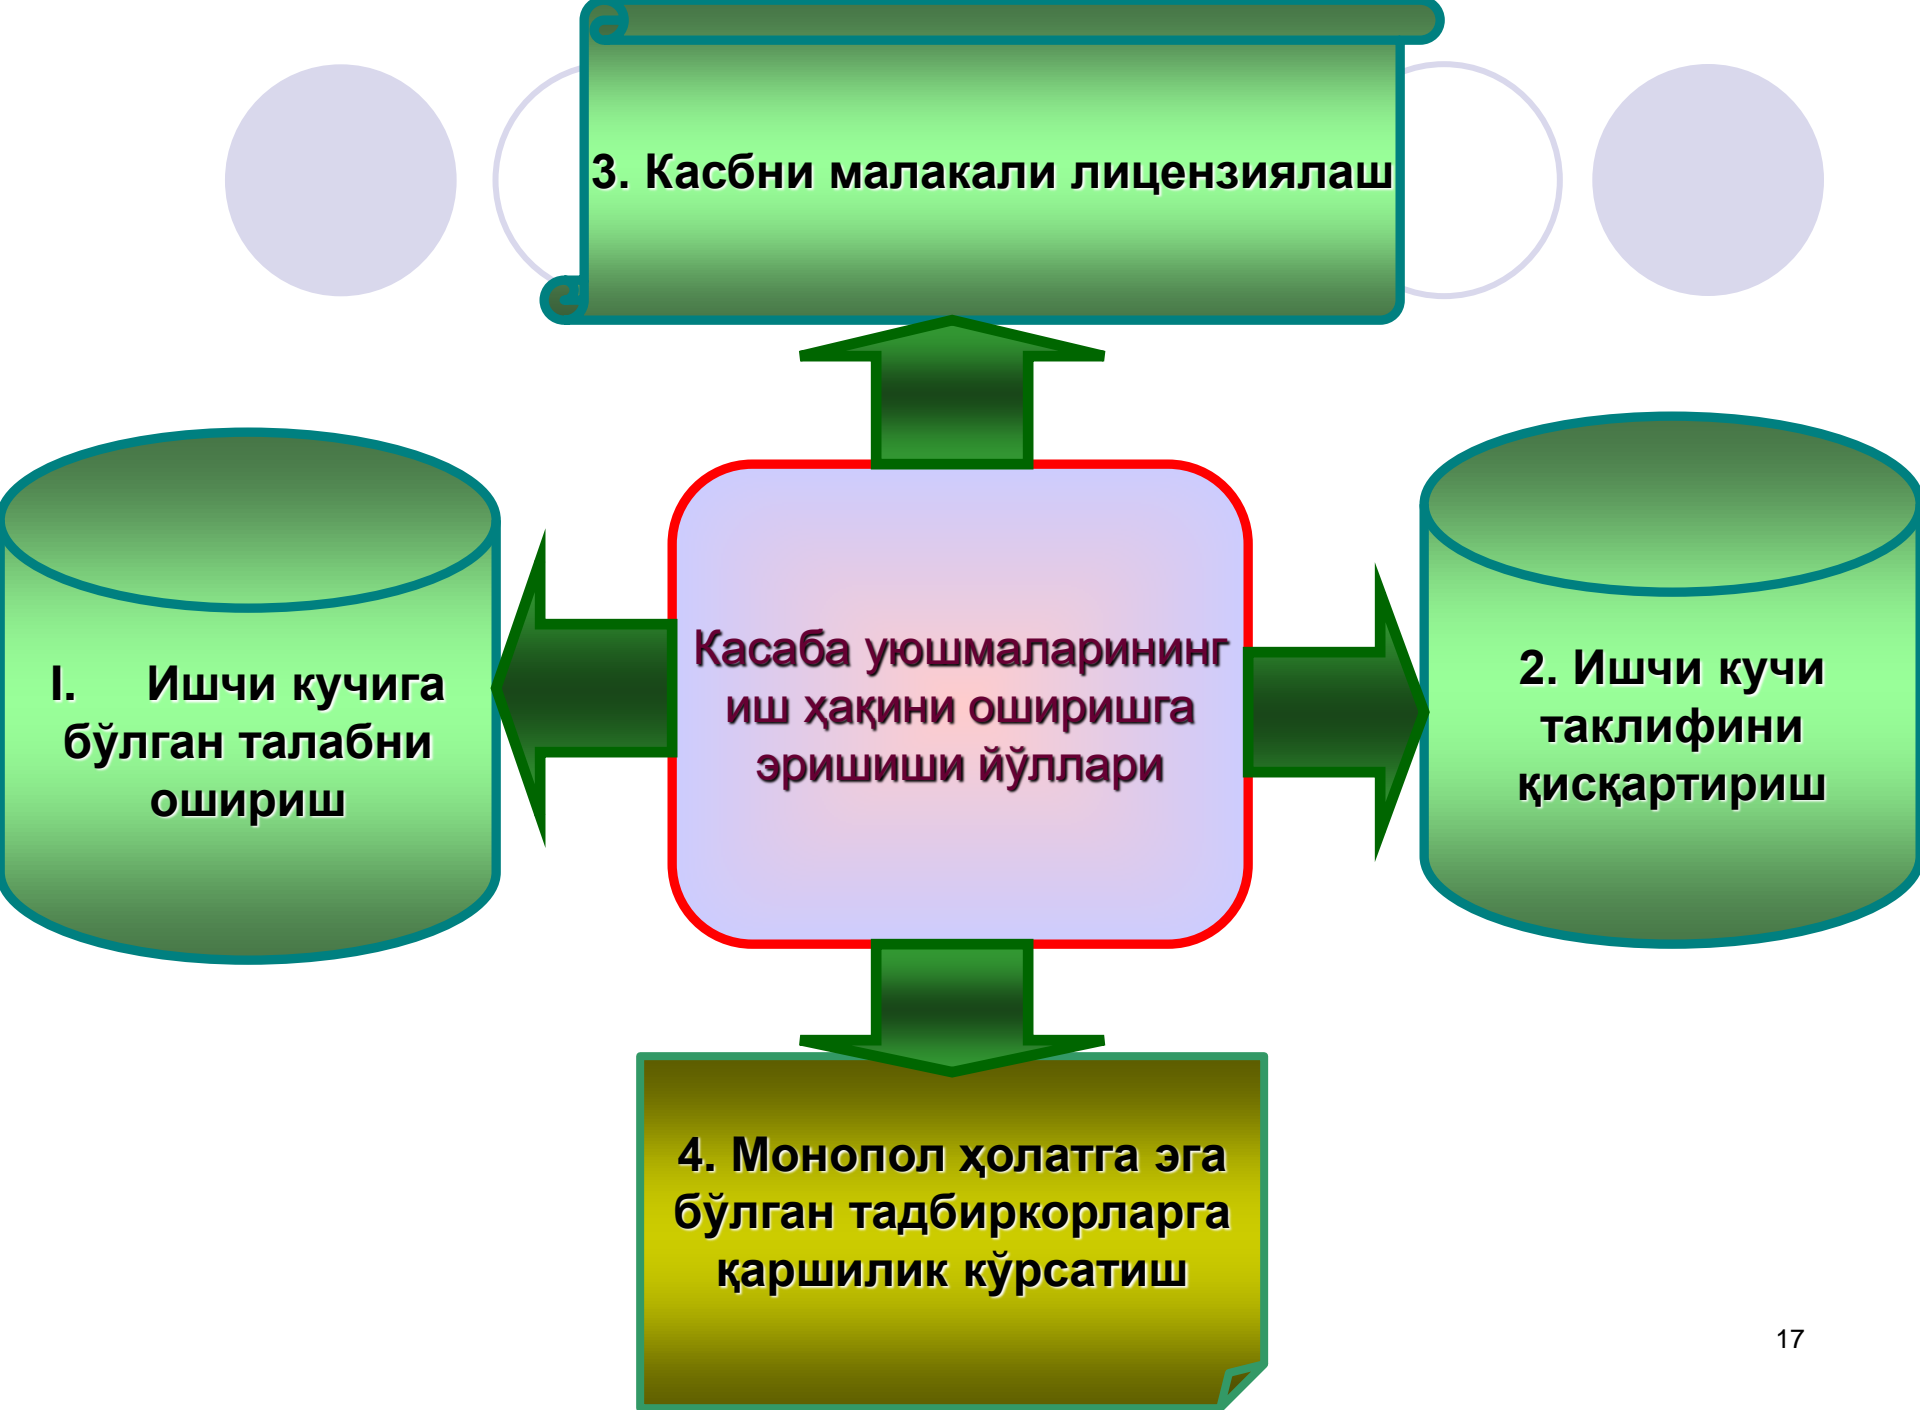 3. Касбни малакали лицензиялаш
I. Ишчи кучига
бўлган талабни
ошириш
Касаба уюшмаларининг
иш ҳақини оширишга
эришиши йўллари
2. Ишчи кучи
таклифини
қисқартириш
4. Монопол ҳолатга эга
бўлган тадбиркорларга
қаршилик кўрсатиш
17